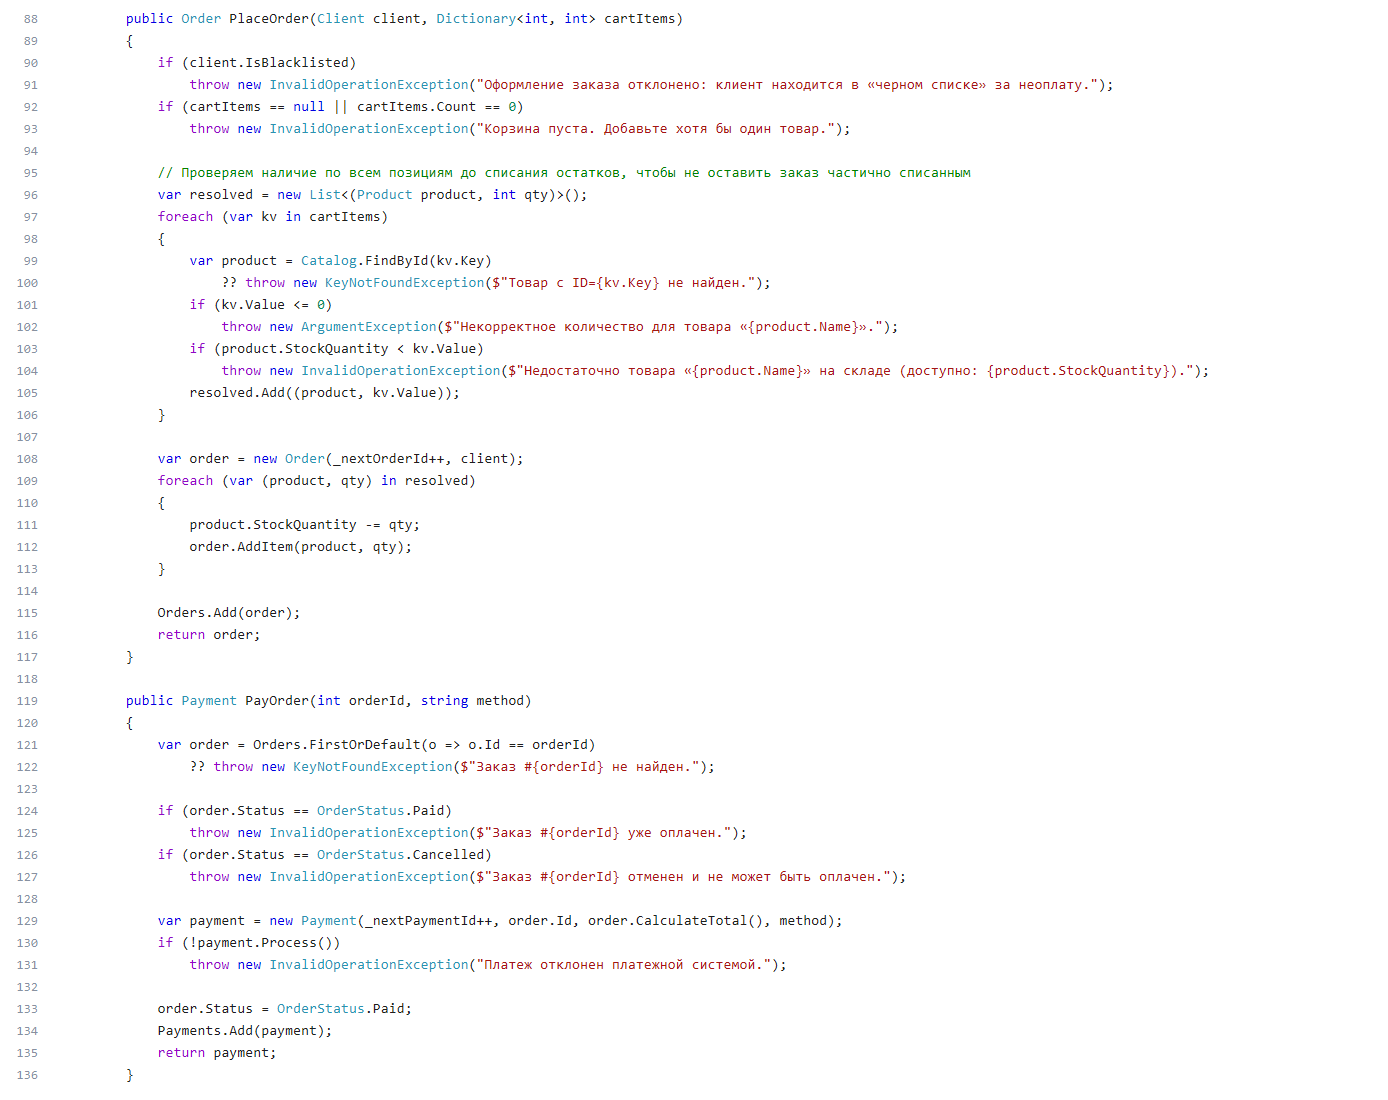 88 public Order PlaceOrder(Client client, Dictionary<int, int> cartItems)
89 {
90 if (client.IsBlacklisted)
91 throw new InvalidOperationException("Оформление заказа отклонено: клиент находится в «черном списке» за неоплату.");
92 if (cartItems == null || cartItems.Count == 0)
93 throw new InvalidOperationException("Корзина пуста. Добавьте хотя бы один товар.");
94
95 // Проверяем наличие по всем позициям до списания остатков, чтобы не оставить заказ частично списанным
96 var resolved = new List<(Product product, int qty)>();
97 foreach (var kv in cartItems)
98 {
99 var product = Catalog.FindById(kv.Key)
100 ?? throw new KeyNotFoundException($"Товар с ID={kv.Key} не найден.");
101 if (kv.Value <= 0)
102 throw new ArgumentException($"Некорректное количество для товара «{product.Name}».");
103 if (product.StockQuantity < kv.Value)
104 throw new InvalidOperationException($"Недостаточно товара «{product.Name}» на складе (доступно: {product.StockQuantity}).");
105 resolved.Add((product, kv.Value));
106 }
107
108 var order = new Order(_nextOrderId++, client);
109 foreach (var (product, qty) in resolved)
110 {
111 product.StockQuantity -= qty;
112 order.AddItem(product, qty);
113 }
114
115 Orders.Add(order);
116 return order;
117 }
118
119 public Payment PayOrder(int orderId, string method)
120 {
121 var order = Orders.FirstOrDefault(o => o.Id == orderId)
122 ?? throw new KeyNotFoundException($"Заказ #{orderId} не найден.");
123
124 if (order.Status == OrderStatus.Paid)
125 throw new InvalidOperationException($"Заказ #{orderId} уже оплачен.");
126 if (order.Status == OrderStatus.Cancelled)
127 throw new InvalidOperationException($"Заказ #{orderId} отменен и не может быть оплачен.");
128
129 var payment = new Payment(_nextPaymentId++, order.Id, order.CalculateTotal(), method);
130 if (!payment.Process())
131 throw new InvalidOperationException("Платеж отклонен платежной системой.");
132
133 order.Status = OrderStatus.Paid;
134 Payments.Add(payment);
135 return payment;
136 }